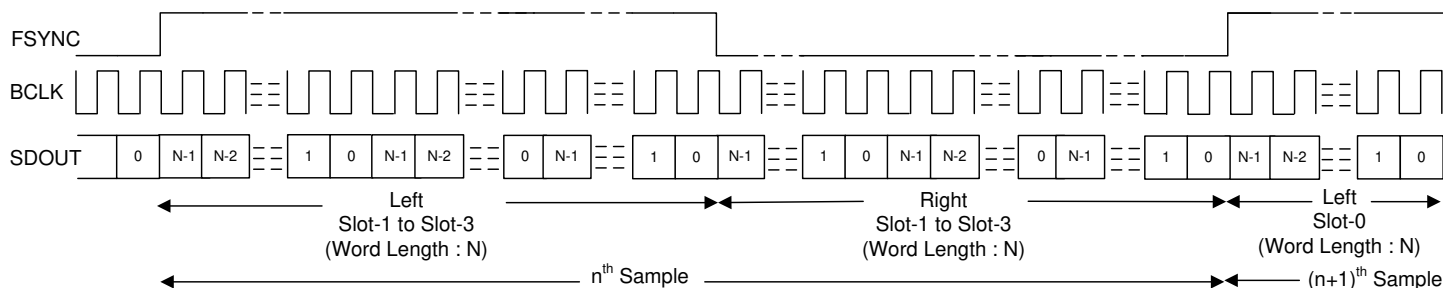 FSYNC
BCLK
SDOUT 0 N-1 N-2 1 0 N-1 N-2 0 N-1 1 0 N-1 1 0 N-1 N-2 0 N-1 1 0 N-1 N-2 1 0
Left Right Left
Slot-1 to Slot-3 Slot-1 to Slot-3 Slot-0
(Word Length : N) (Word Length : N) (Word Length : N)
nth Sample (n+1)th Sample